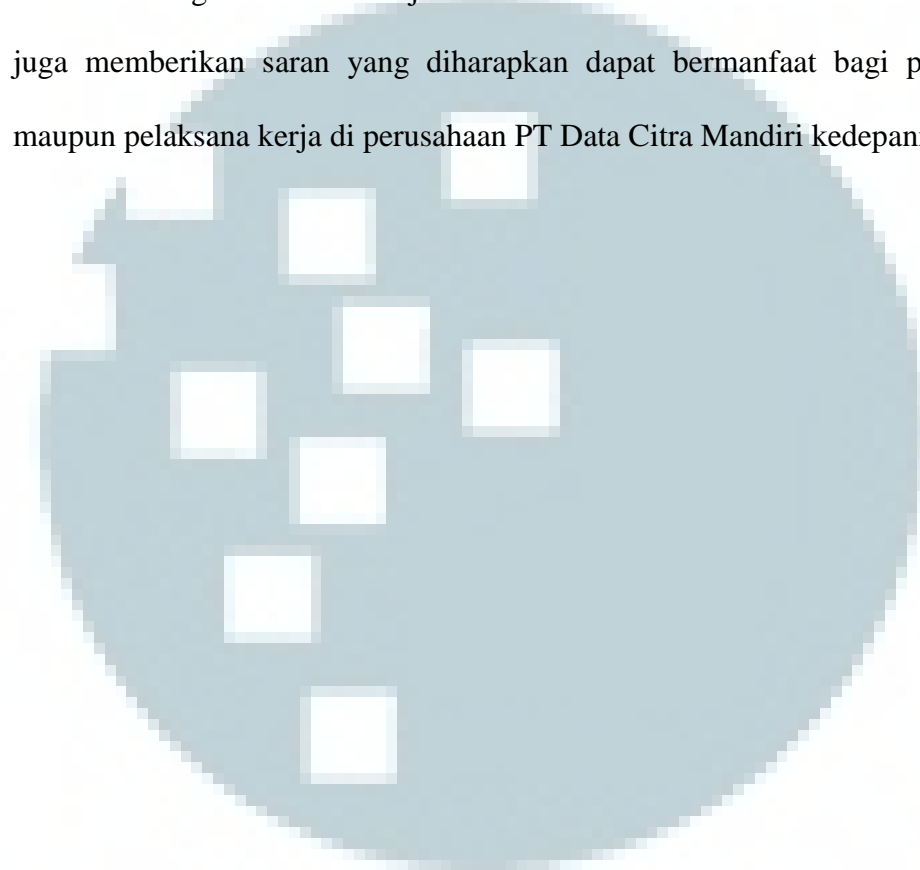 juga memberikan saran yang diharapkan dapat bermanfaat bagi
maupun pelaksana kerja di perusahaan PT Data Citra Mandiri